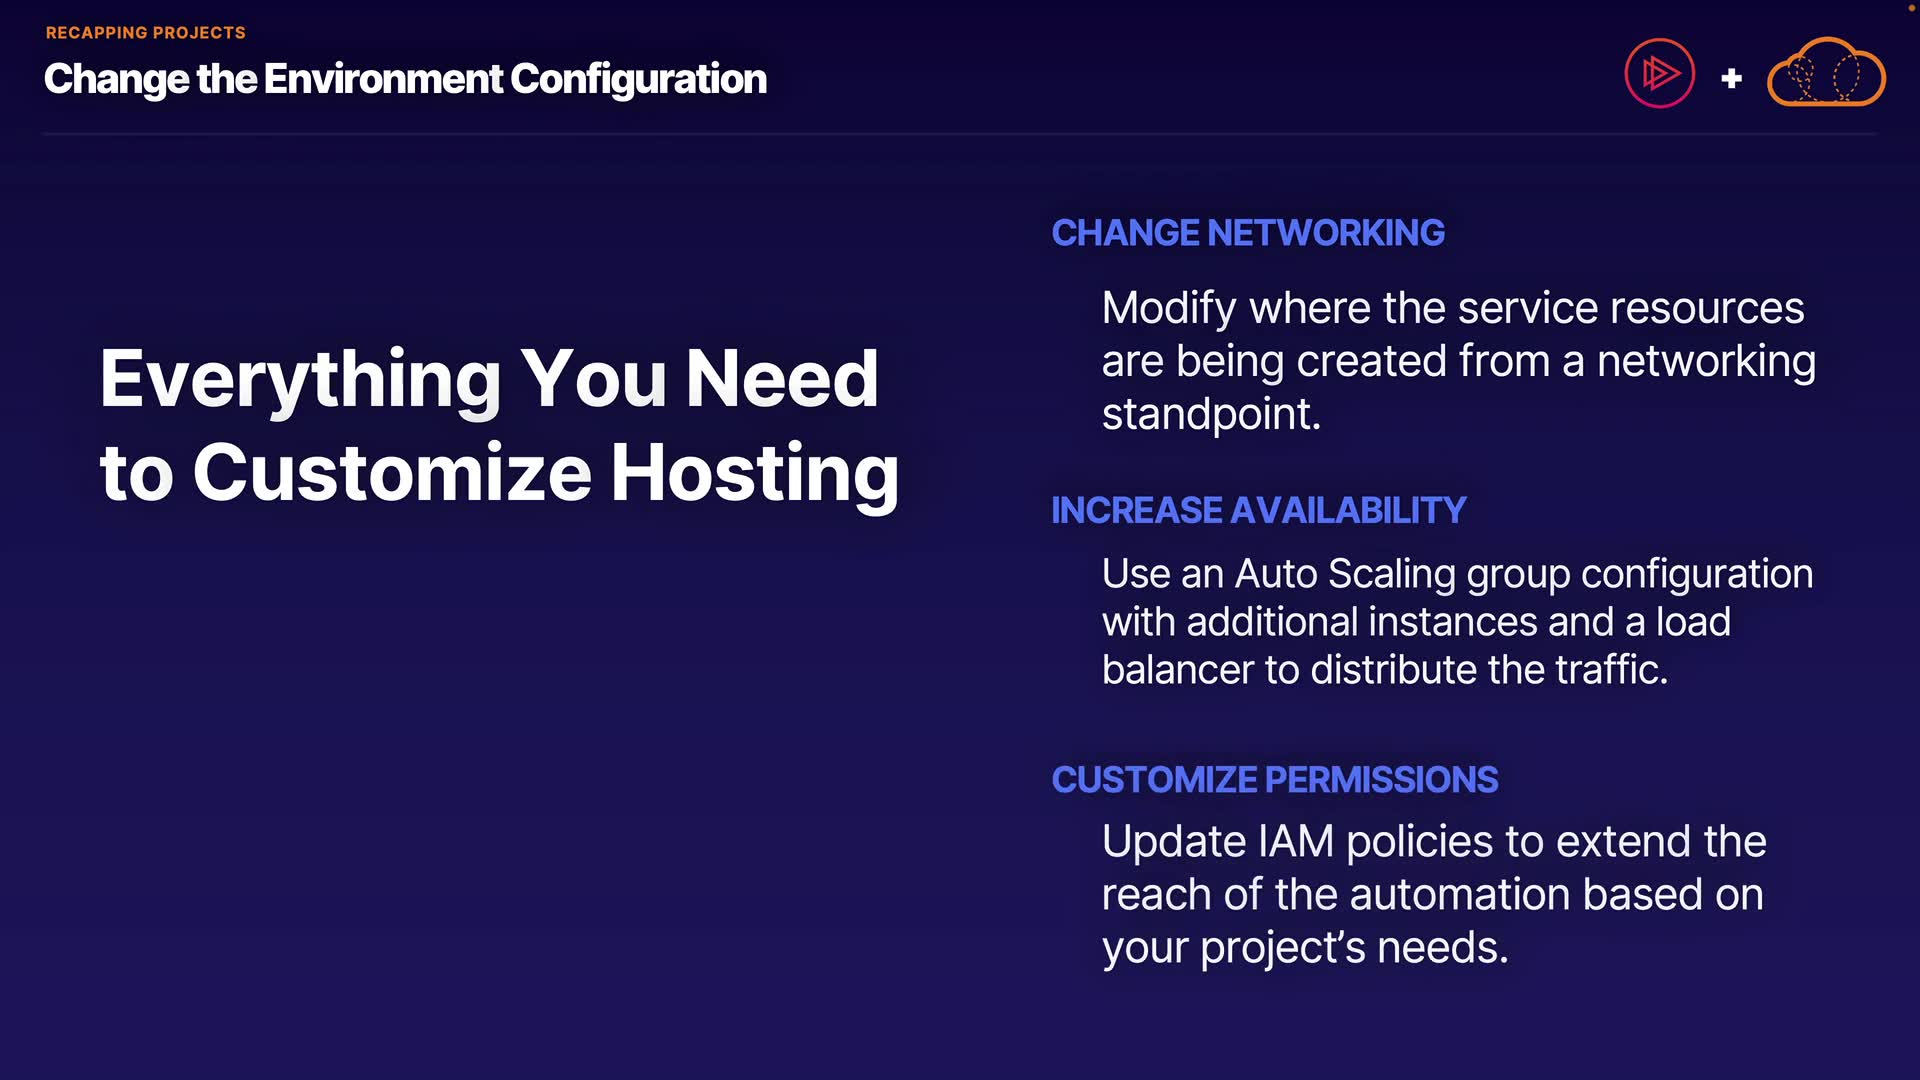 RECAPPING PROJECTS
Change the Environment Configuration
Everything You Need
to Customize Hosting
CHANGE NETWORKING
Modify where the service resources
are being created from a networking
standpoint.
INCREASE AVAILABILITY
Use an Auto Scaling group configuration
with additional instances and a load
balancer to distribute the traffic.
CUSTOMIZE PERMISSIONS
Update IAM policies to extend the
reach of the automation based on
your project’s needs.